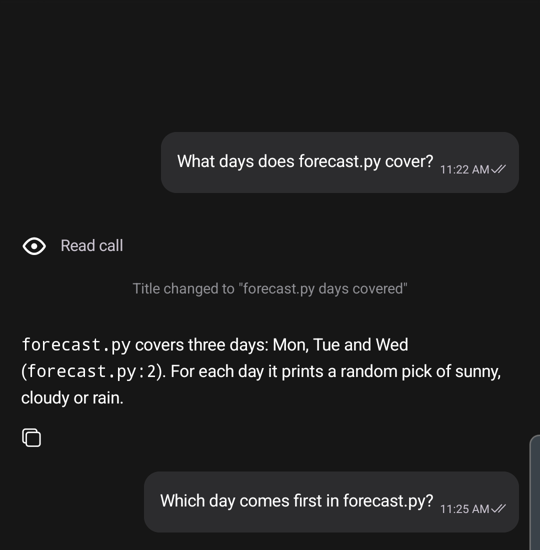 What days does forecast.py cover? 11:22 AM
Read call
Title changed to "forecast.py days covered"
forecast.py covers three days: Mon, Tue and Wed
(forecast.py:2). For each day it prints a random pick of sunny,
cloudy or rain.
Which day comes first in forecast.py? 11:25 AM